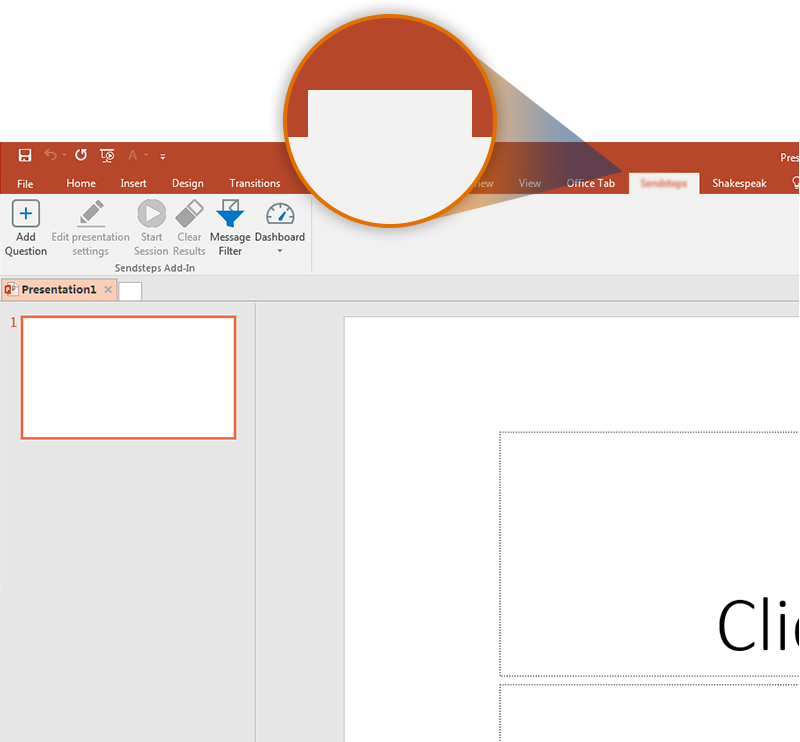 Pres
File Home Insert Design Transitions iew View Office Tab Sendsteps Shakespeak
Add Question
Edit presentation settings
Start Session
Clear Results
Message Filter
Dashboard
Sendsteps Add-In
Presentation1
1
Clic